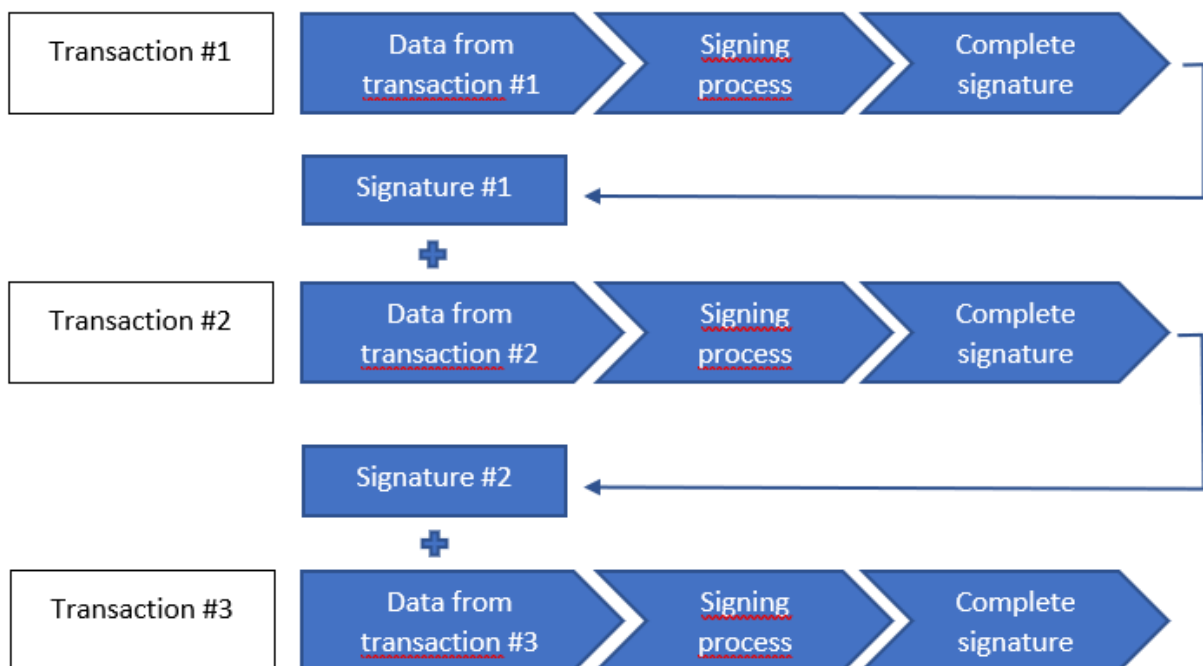 Transaction #1
Data from
transaction #1
Signing
process
Complete
signature
Signature #1
Transaction #2
Data from
transaction #2
Signing
process
Complete
signature
Signature #2
Transaction #3
Data from
transaction #3
Signing
process
Complete
signature